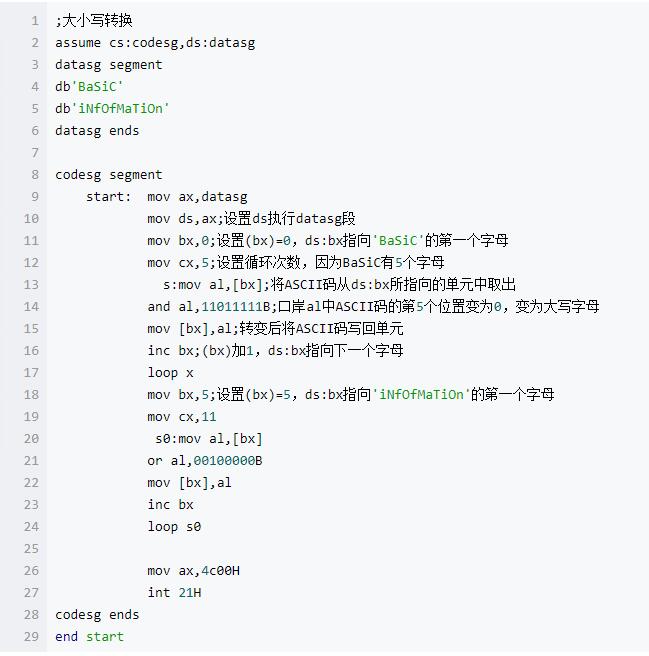 1 ;大小写转换
2 assume cs:codesg,ds:datasg
3 datasg segment
4 db'BaSiC'
5 db'iNfOfMaTiOn'
6 datasg ends
7
8 codesg segment
9 start: mov ax,datasg
10 mov ds,ax;设置ds执行datasg段
11 mov bx,0;设置(bx)=0，ds:bx指向'BaSiC'的第一个字母
12 mov cx,5;设置循环次数，因为BaSiC有5个字母
13 s:mov al,[bx];将ASCII码从ds:bx所指向的单元中取出
14 and al,11011111B;口岸al中ASCII码的第5个位置变为0，变为大写字母
15 mov [bx],al;转变后将ASCII码写回单元
16 inc bx;(bx)加1，ds:bx指向下一个字母
17 loop x
18 mov bx,5;设置(bx)=5，ds:bx指向'iNfOfMaTiOn'的第一个字母
19 mov cx,11
20 s0:mov al,[bx]
21 or al,00100000B
22 mov [bx],al
23 inc bx
24 loop s0
25
26 mov ax,4c00H
27 int 21H
28 codesg ends
29 end start